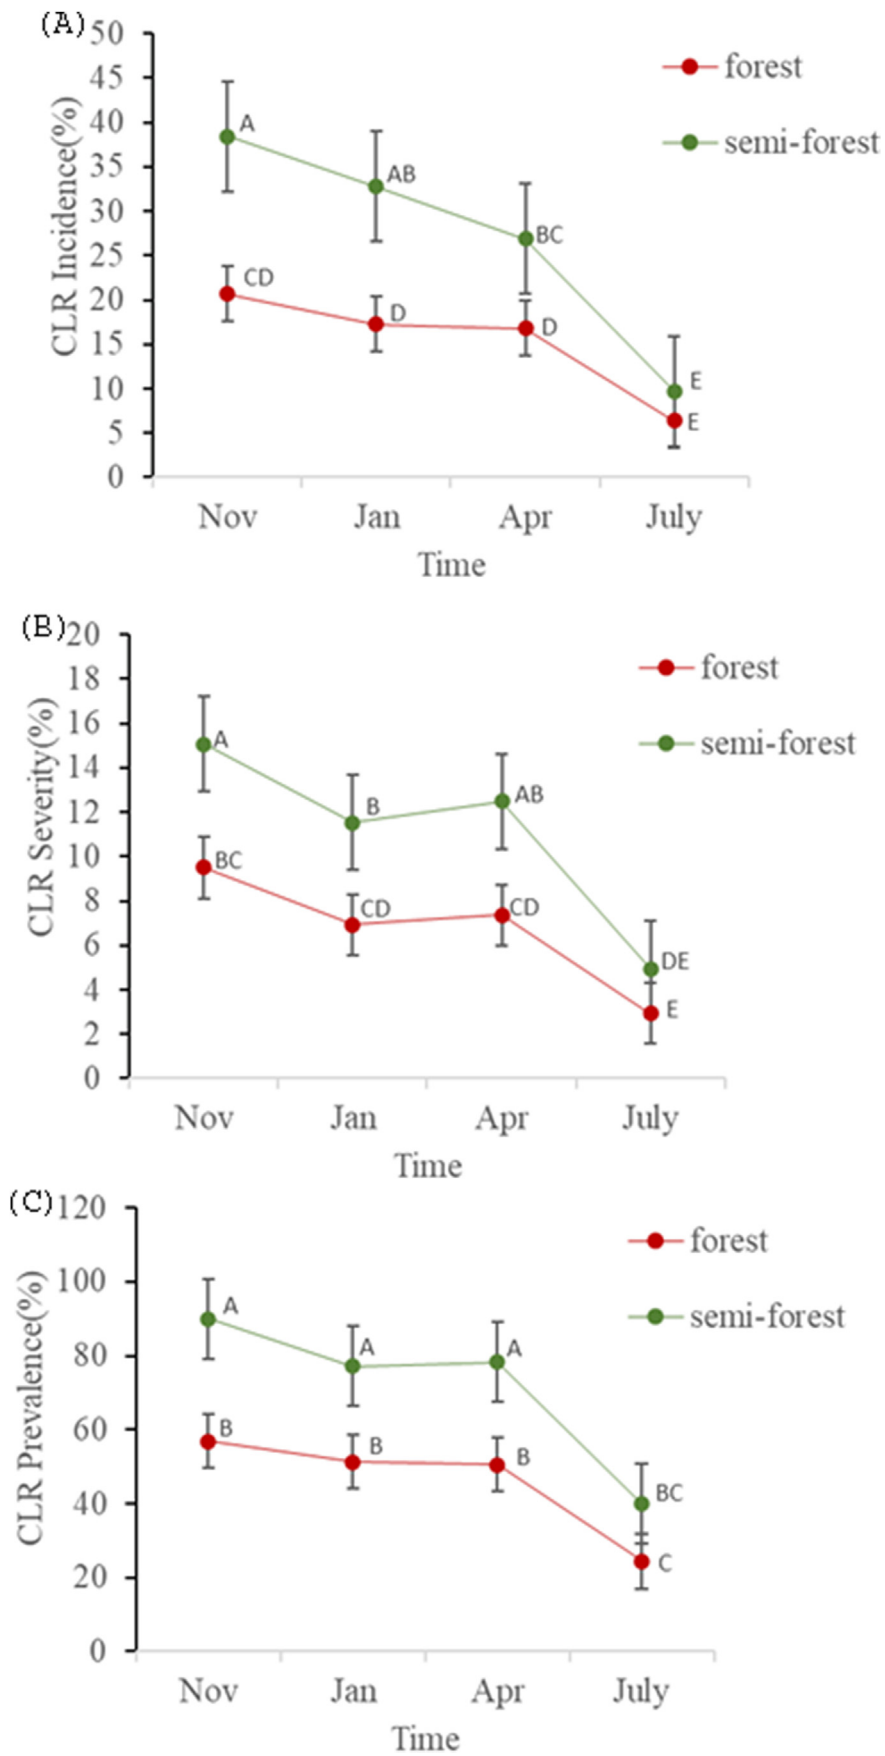 (A)
CLR Incidence(%)
50
45
40
35
30
25
20
15
10
5
0
forest
semi-forest
A
AB
BC
E
CD
D
D
E
Nov Jan Apr July
Time
(B)
CLR Severity(%)
20
18
16
14
12
10
8
6
4
2
0
forest
semi-forest
A
B
AB
DE
BC
CD
CD
E
Nov Jan Apr July
Time
(C)
CLR Prevalence(%)
120
100
80
60
40
20
0
forest
semi-forest
A
A
A
BC
B
B
B
C
Nov Jan Apr July
Time